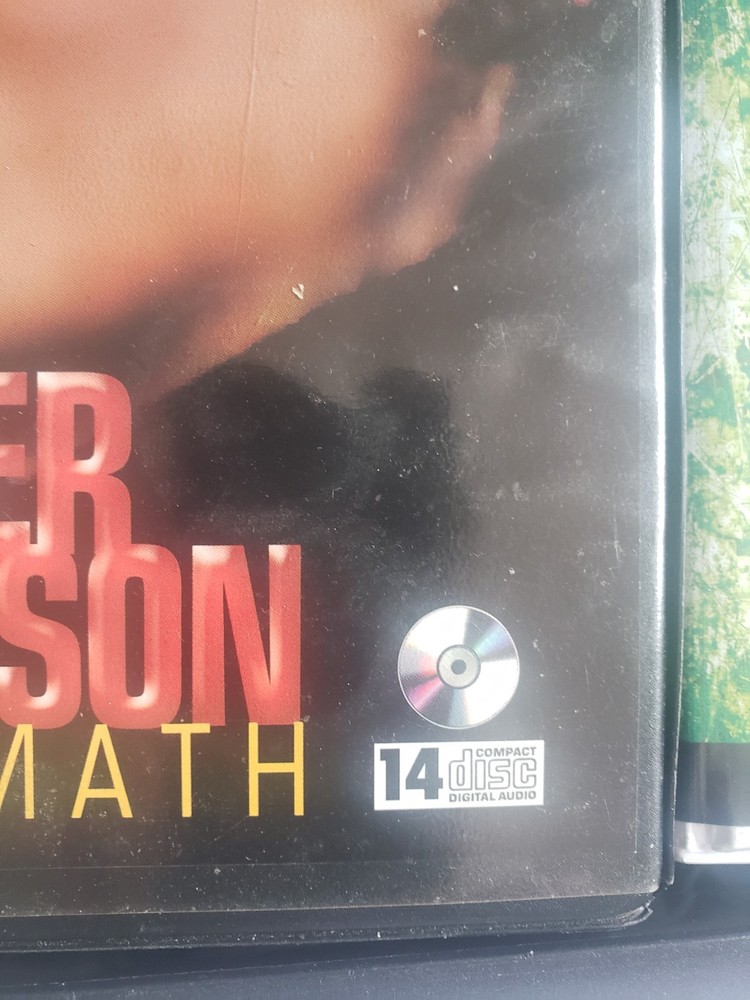 ER
SON
MATH
14 COMPACT
disc
DIGITAL AUDIO